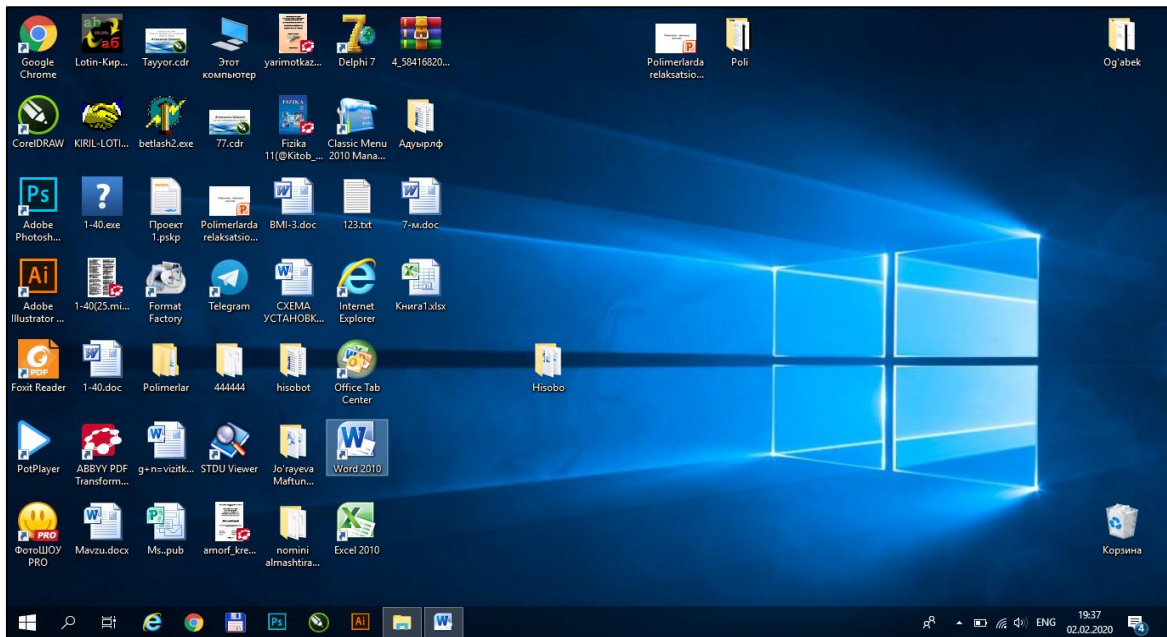 Google
Chrome
Lotin-Кир...
Tayyor.cdr
Этот
компьютер
yarimotkaz...
Delphi 7
4_58416820...
Polimerlarda
relaksatsio...
Poli
Og'abek
CorelDRAW
KIRIL-LOTI...
betlash2.exe
77.cdr
Fizika
11(@Kitob_...
Classic Menu
2010 Mana...
Адуырлф
Adobe
Photosh...
1-40.exe
Проект
1.pskp
Polimerlarda
relaksatsio...
BMI-3.doc
123.txt
7-м.doc
Adobe
Illustrator ...
1-40(25.mi...
Format
Factory
Telegram
СХЕМА
УСТАНОВК...
Internet
Explorer
Книга1.xlsx
Foxit Reader
1-40.doc
Polimerlar
444444
hisobot
Office Tab
Center
Hisobo
PotPlayer
ABBYY PDF
Transform...
g+n=vizitk...
STDU Viewer
Jo'rayeva
Maftun...
Word 2010
ФотоШОУ
PRO
Mavzu.docx
Ms..pub
amorf_kre...
nomini
almashtira...
Excel 2010
Корзина
ENG
19:37
02.02.2020
4